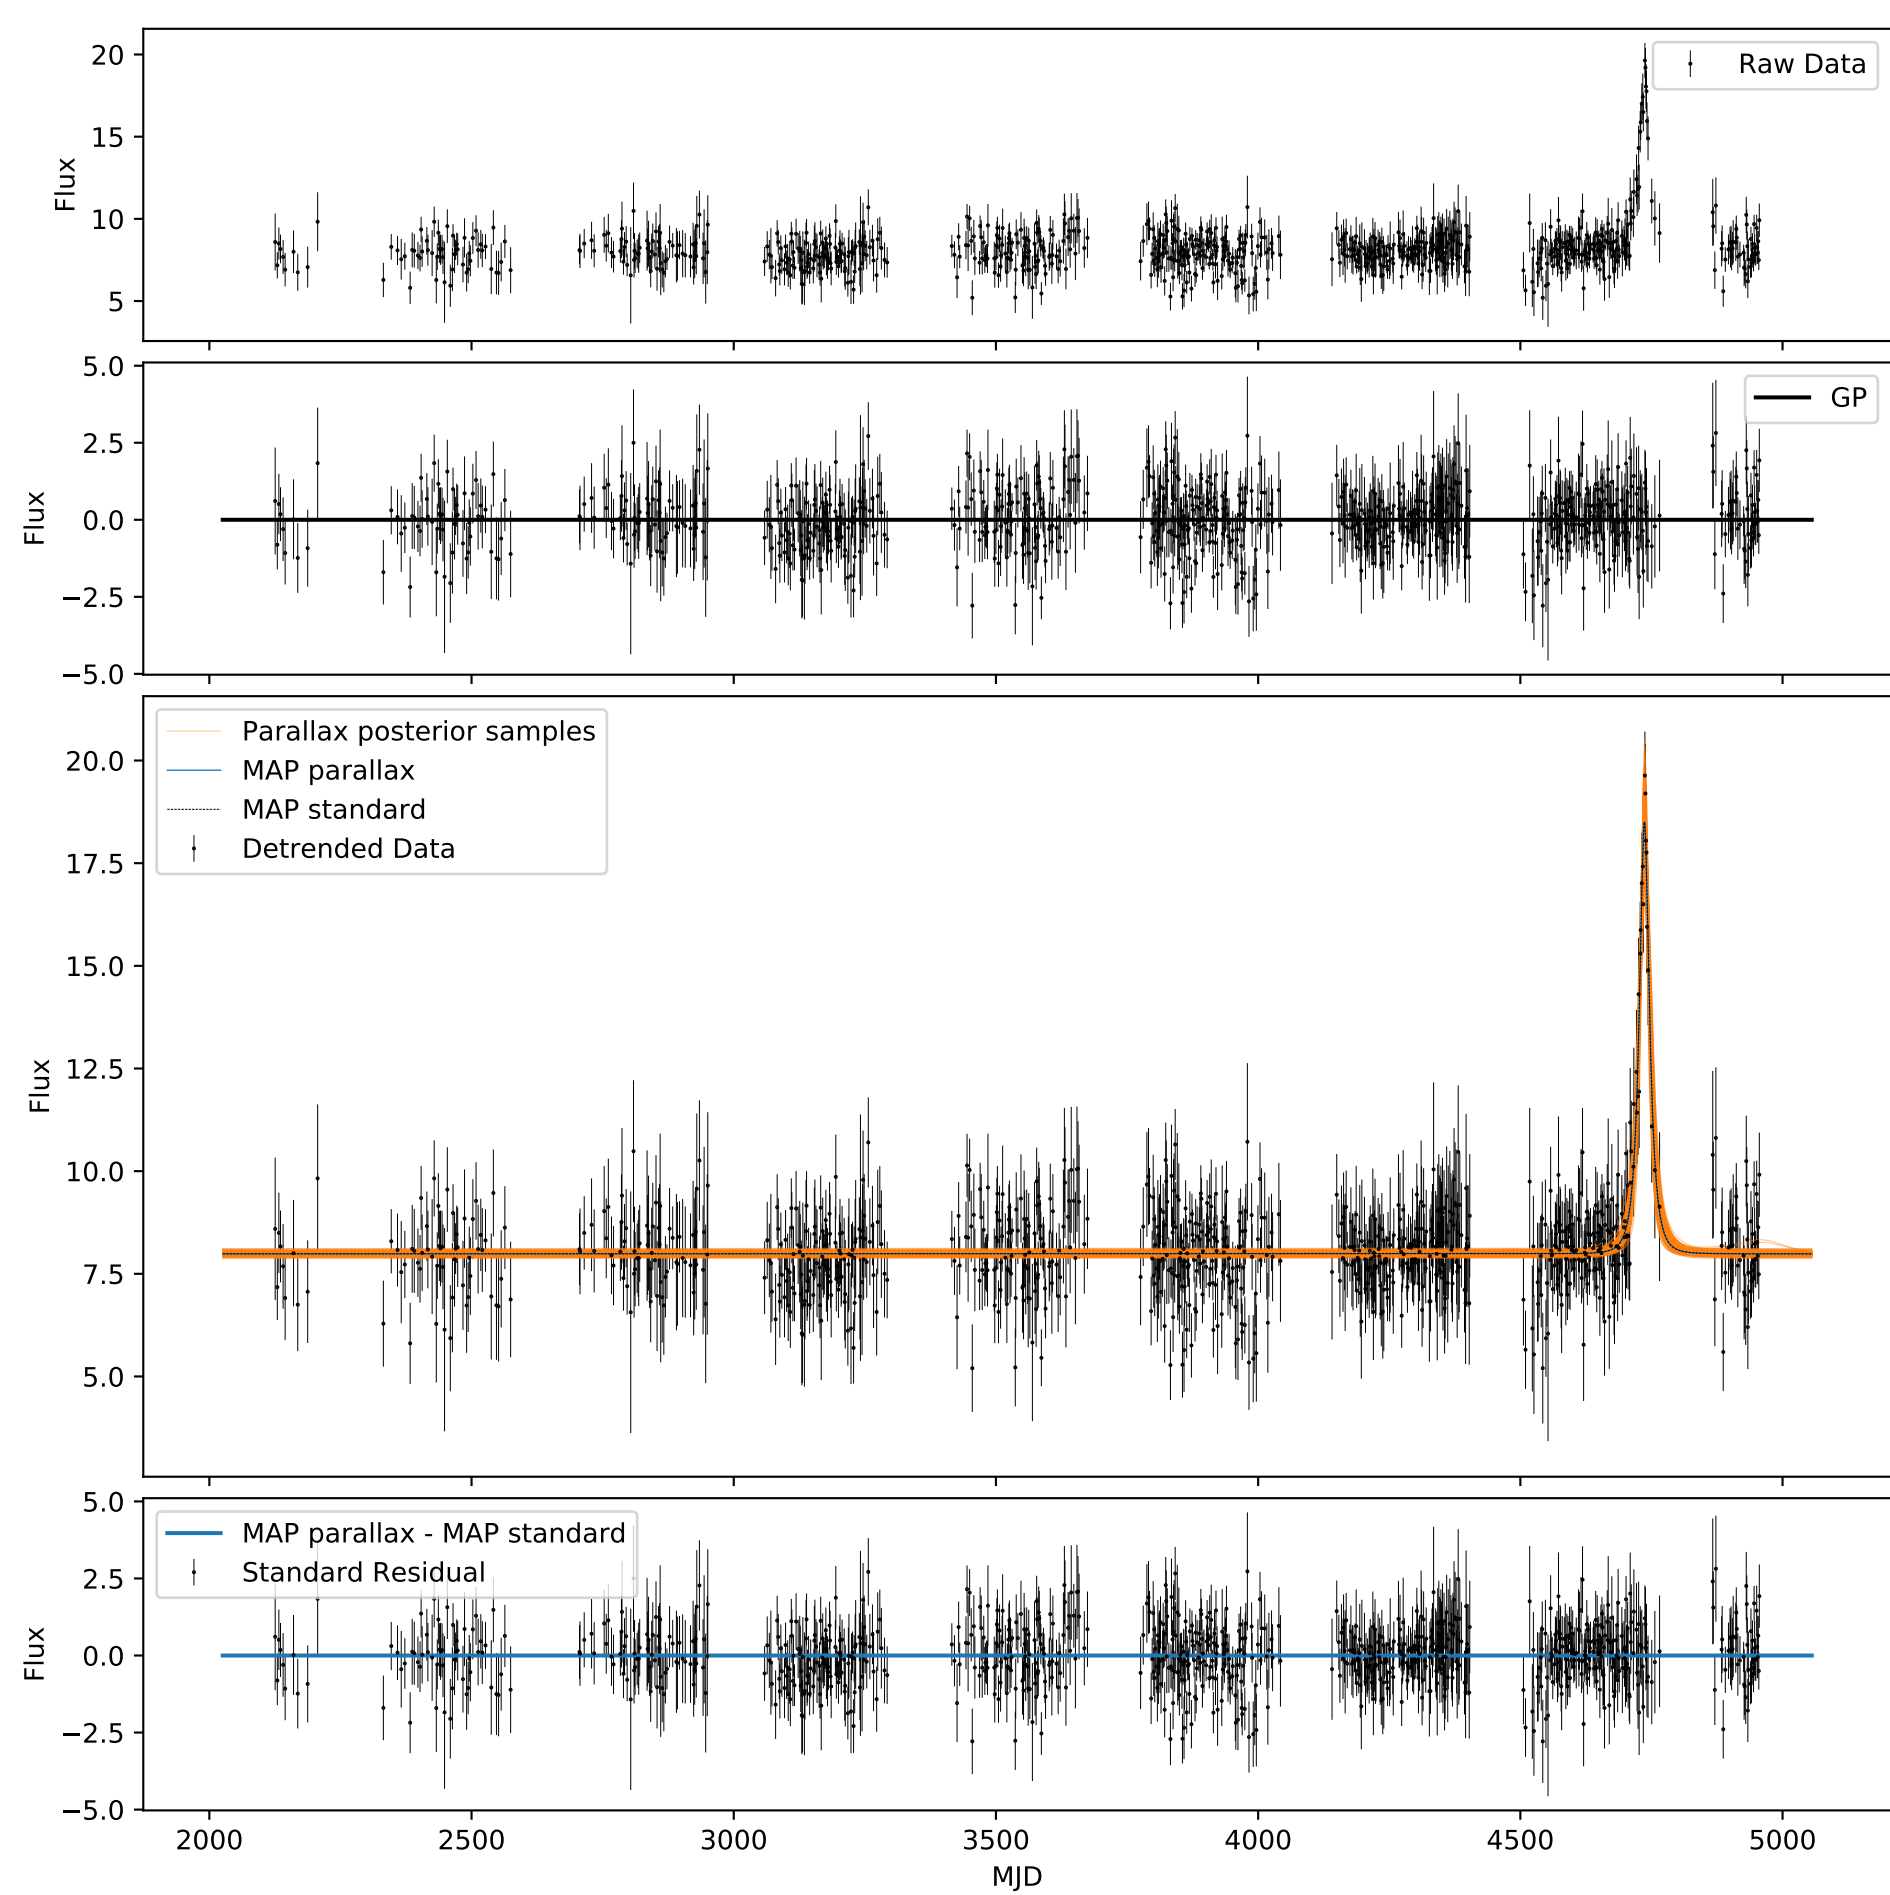 20
15
10
5
Flux
Raw Data
5.0
2.5
0.0
−2.5
−5.0
Flux
GP
20.0
17.5
15.0
12.5
10.0
7.5
5.0
Flux
Parallax posterior samples
MAP parallax
MAP standard
Detrended Data
5.0
2.5
0.0
−2.5
−5.0
Flux
MAP parallax - MAP standard
Standard Residual
2000 2500 3000 3500 4000 4500 5000
MJD